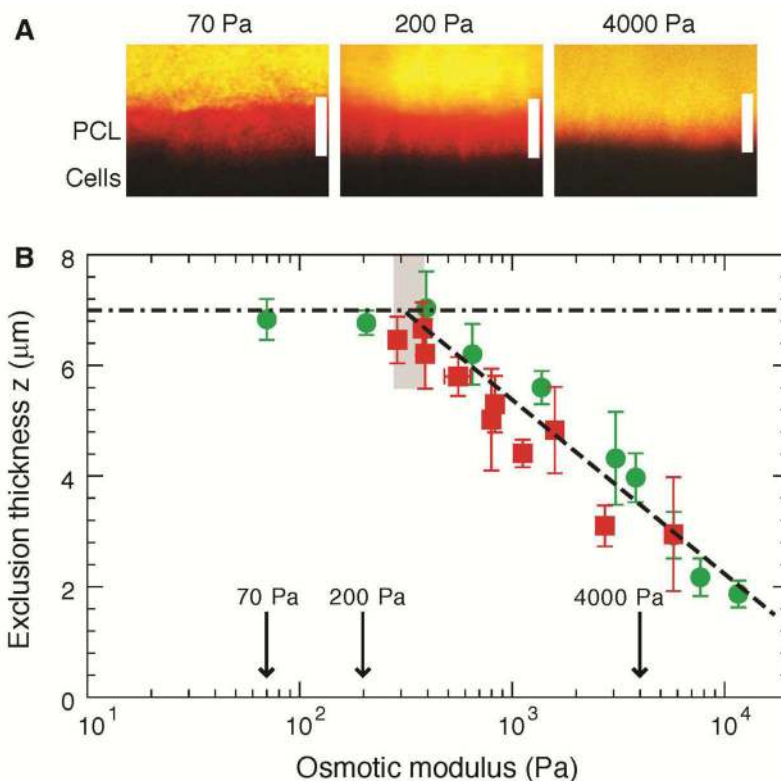 A
70 Pa 200 Pa 4000 Pa
PCL
Cells
B
8
6
4
2
0
Exclusion thickness z (μm)
70 Pa 200 Pa 4000 Pa
10¹ 10² 10³ 10⁴
Osmotic modulus (Pa)